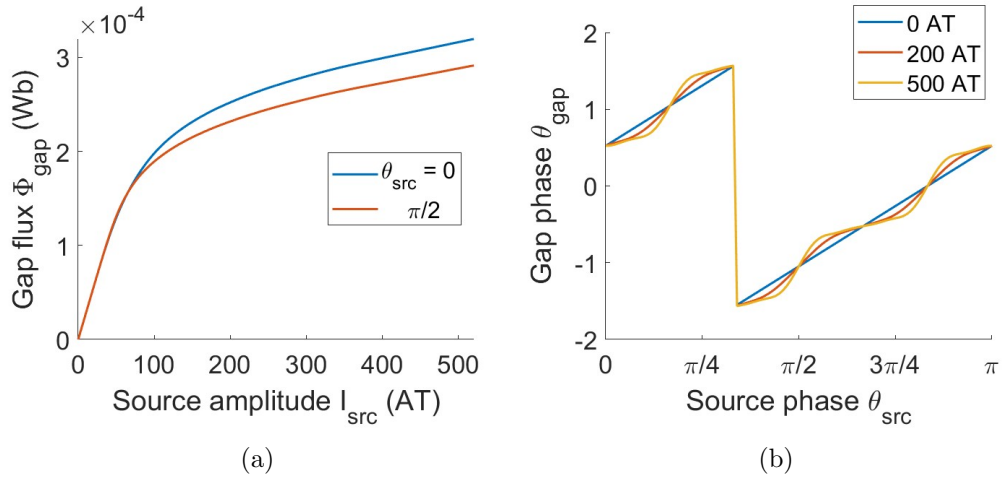 ×10⁻⁴
3
2
1
0
Gap flux Φgap (Wb)
θsrc = 0
π/2
0 100 200 300 400 500
Source amplitude Isrc (AT)
(a)
2
1
0
-1
-2
Gap phase θgap
0 AT
200 AT
500 AT
0 π/4 π/2 3π/4 π
Source phase θsrc
(b)